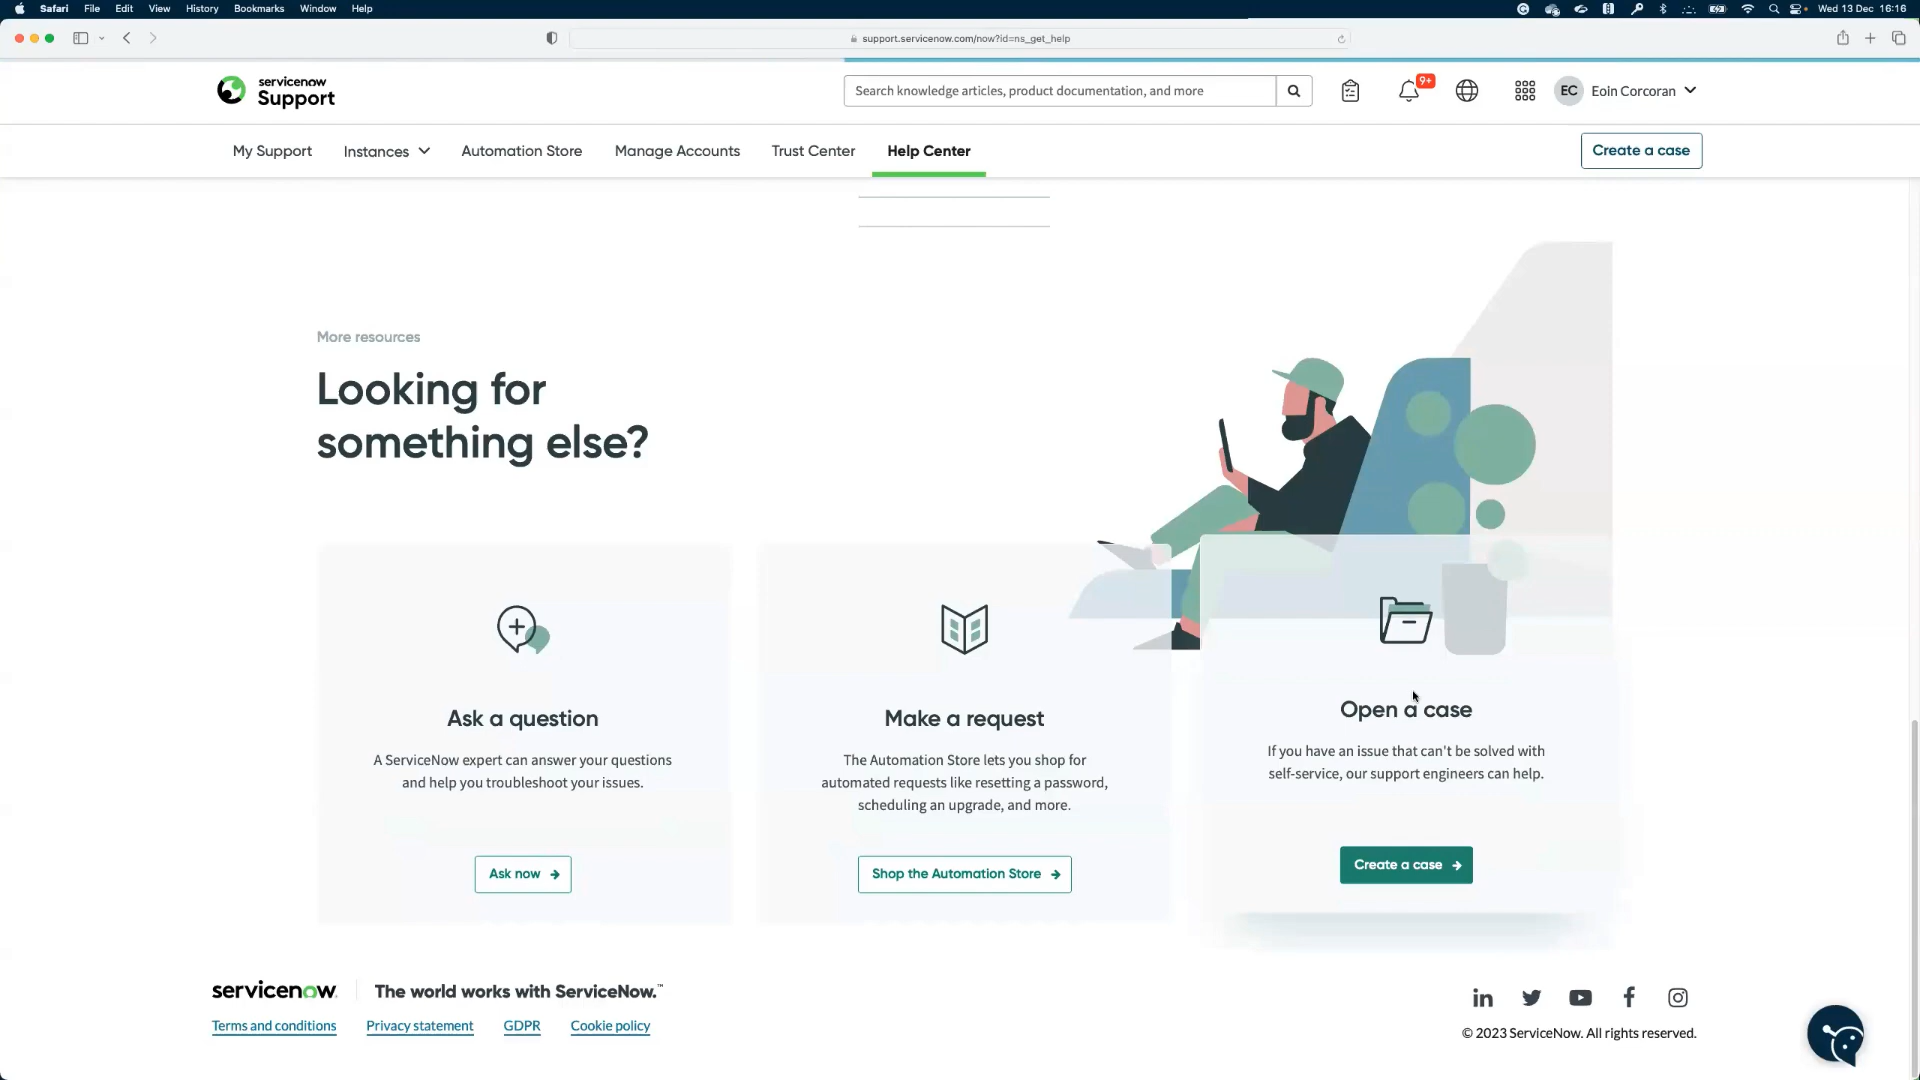 Safari File Edit View History Bookmarks Window Help Wed 13 Dec 16:16
support.servicenow.com/now?id=ns_get_help
servicenow
Support
Search knowledge articles, product documentation, and more
9+
EC Eoin Corcoran
My Support Instances Automation Store Manage Accounts Trust Center Help Center Create a case
More resources
Looking for
something else?
Ask a question
A ServiceNow expert can answer your questions
and help you troubleshoot your issues.
Ask now →
Make a request
The Automation Store lets you shop for
automated requests like resetting a password,
scheduling an upgrade, and more.
Shop the Automation Store →
Open a case
If you have an issue that can't be solved with
self-service, our support engineers can help.
Create a case →
servicenow. The world works with ServiceNow.™
Terms and conditions Privacy statement GDPR Cookie policy
© 2023 ServiceNow. All rights reserved.